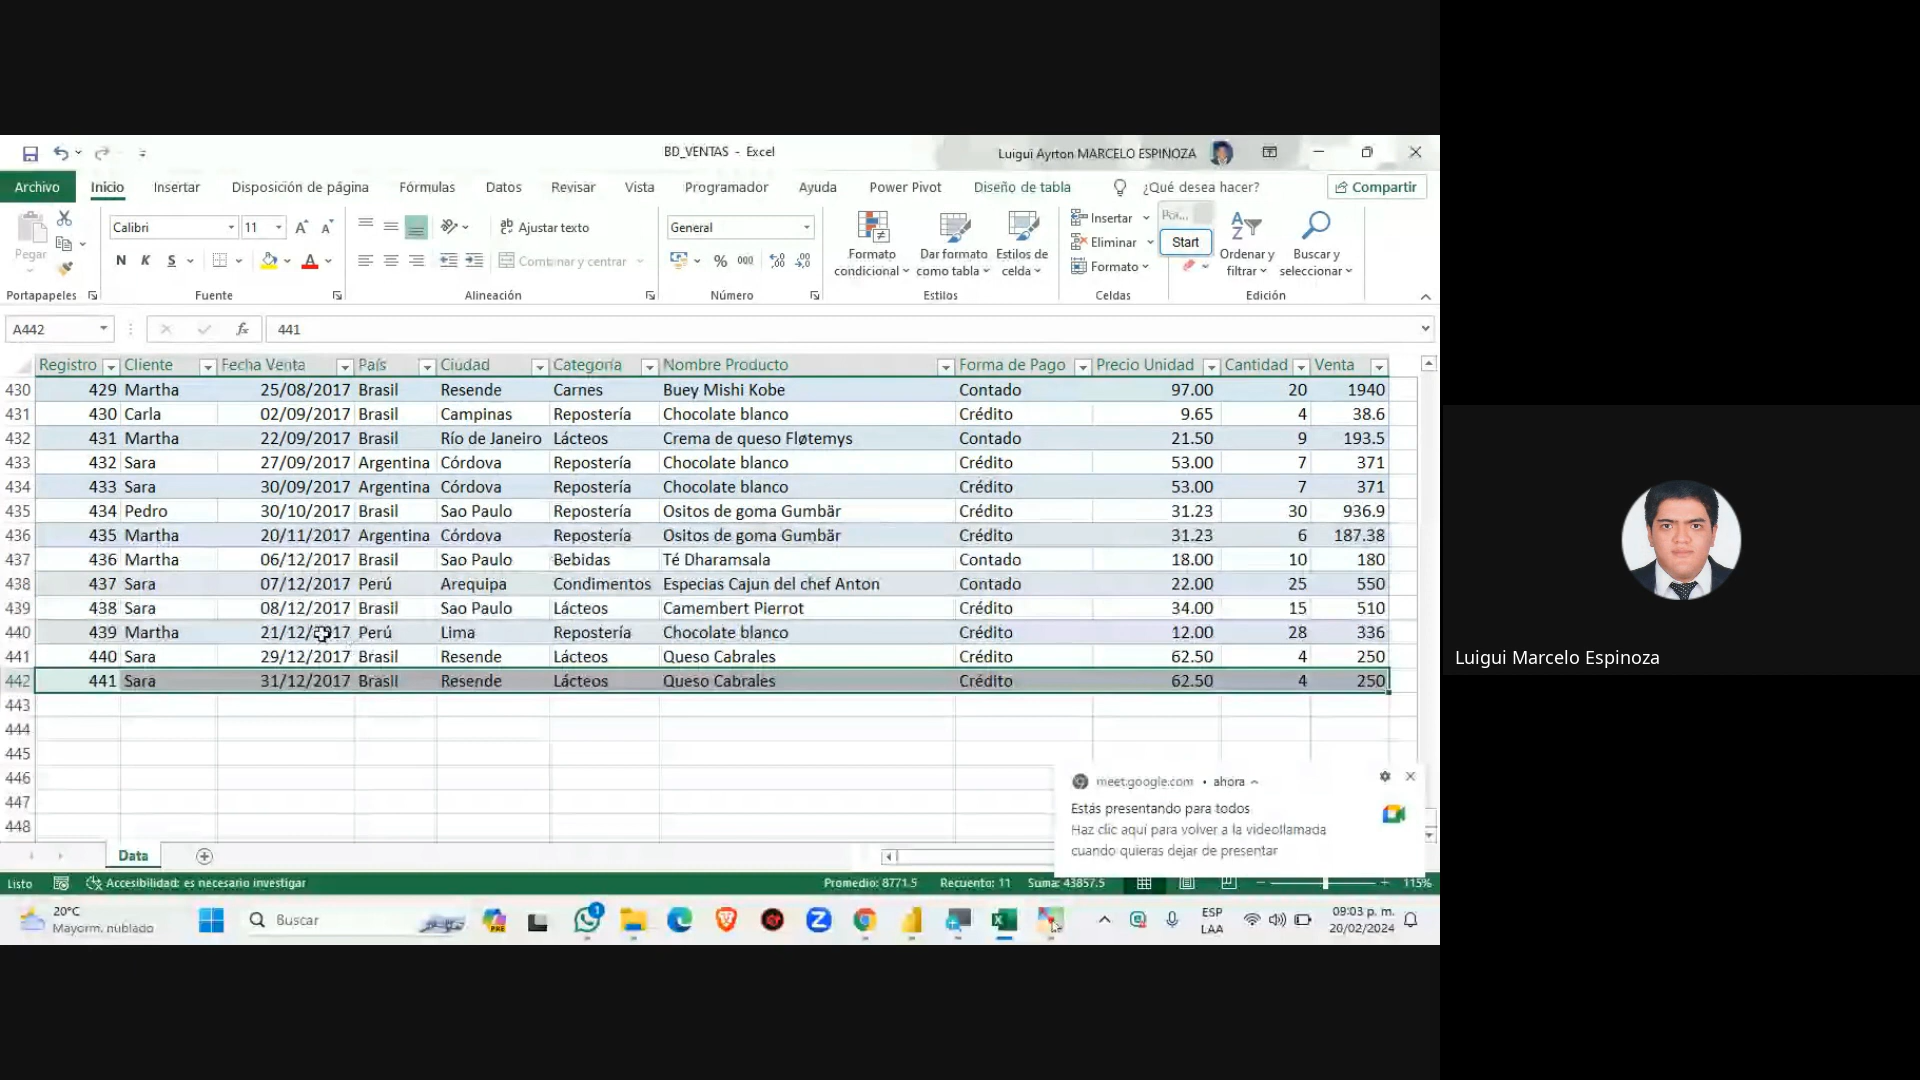 BD_VENTAS - Excel
Luigui Ayrton MARCELO ESPINOZA
Archivo Inicio Insertar Disposición de página Fórmulas Datos Revisar Vista Programador Ayuda Power Pivot Diseño de tabla ¿Qué desea hacer? Compartir
Pegar
Calibri 11
N K S
Ajustar texto
Combinar y centrar
General
% 000
Formato condicional
Dar formato como tabla
Estilos de celda
Insertar
Eliminar
Formato
Start
Ordenar y filtrar
Buscar y seleccionar
Portapapeles Fuente Alineación Número Estilos Celdas Edición
A442 fx 441
Registro Cliente Fecha Venta País Ciudad Categoría Nombre Producto Forma de Pago Precio Unidad Cantidad Venta
430 429 Martha 25/08/2017 Brasil Resende Carnes Buey Mishi Kobe Contado 97.00 20 1940
431 430 Carla 02/09/2017 Brasil Campinas Repostería Chocolate blanco Crédito 9.65 4 38.6
432 431 Martha 22/09/2017 Brasil Río de Janeiro Lácteos Crema de queso Fløtemys Contado 21.50 9 193.5
433 432 Sara 27/09/2017 Argentina Córdova Repostería Chocolate blanco Crédito 53.00 7 371
434 433 Sara 30/09/2017 Argentina Córdova Repostería Chocolate blanco Crédito 53.00 7 371
435 434 Pedro 30/10/2017 Brasil Sao Paulo Repostería Ositos de goma Gumbär Crédito 31.23 30 936.9
436 435 Martha 20/11/2017 Argentina Córdova Repostería Ositos de goma Gumbär Crédito 31.23 6 187.38
437 436 Martha 06/12/2017 Brasil Sao Paulo Bebidas Té Dharamsala Contado 18.00 10 180
438 437 Sara 07/12/2017 Perú Arequipa Condimentos Especias Cajun del chef Anton Contado 22.00 25 550
439 438 Sara 08/12/2017 Brasil Sao Paulo Lácteos Camembert Pierrot Crédito 34.00 15 510
440 439 Martha 21/12/2017 Perú Lima Repostería Chocolate blanco Crédito 12.00 28 336
441 440 Sara 29/12/2017 Brasil Resende Lácteos Queso Cabrales Crédito 62.50 4 250
442 441 Sara 31/12/2017 Brasil Resende Lácteos Queso Cabrales Crédito 62.50 4 250
443
444
445
446
447
448
meet.google.com • ahora
Estás presentando para todos
Haz clic aquí para volver a la videollamada
cuando quieras dejar de presentar
Data
Listo Accesibilidad: es necesario investigar Promedio: 8771.5 Recuento: 11 Suma: 43857.5 115%
20°C
Mayorm. nublado
Buscar
ESP
LAA
09:03 p. m.
20/02/2024
Luigui Marcelo Espinoza